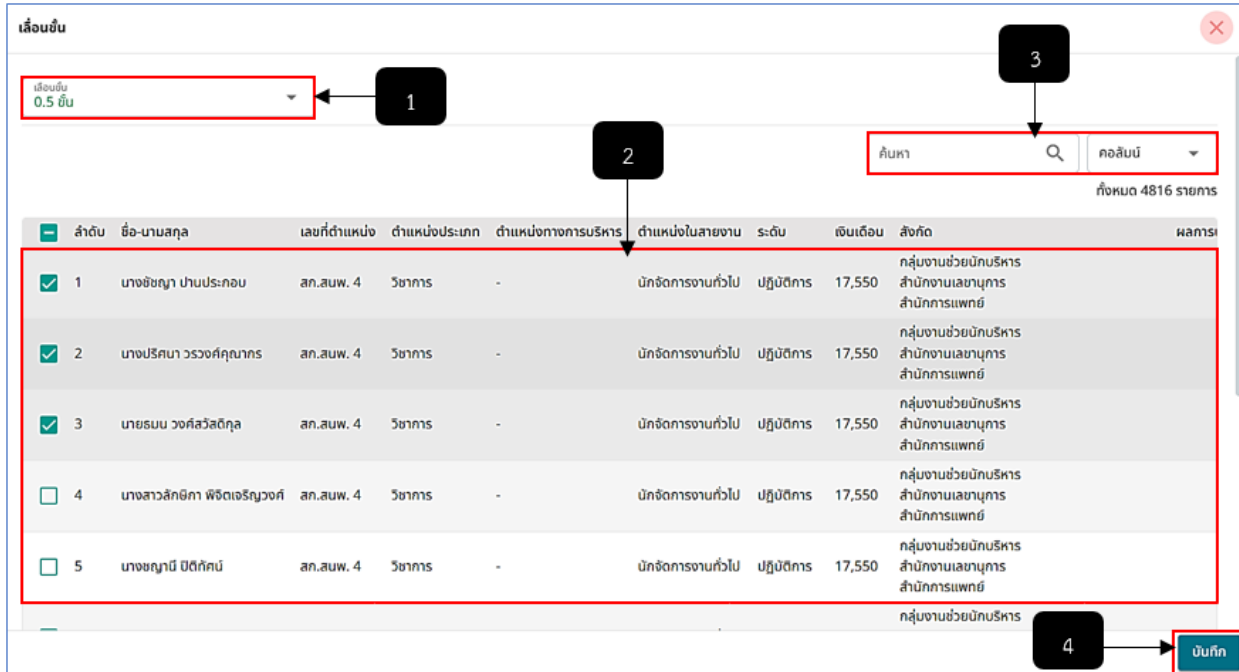 เลื่อนขั้น
3
เลื่อนขั้น
0.5 ขั้น
1
2
ค้นหา
คอลัมน์
ทั้งหมด 4816 รายการ
ลำดับ ชื่อ-นามสกุล เลขที่ตำแหน่ง ตำแหน่งประเภท ตำแหน่งทางการบริหาร ตำแหน่งในสายงาน ระดับ เงินเดือน สังกัด
กลุ่มงานช่วยนักบริหาร
1 นางชัชญา ปานประกอบ สก.สนพ. 4 วิชาการ - นักจัดการงานทั่วไป ปฏิบัติการ 17,550 สำนักงานเลขานุการ
สำนักการแพทย์
กลุ่มงานช่วยนักบริหาร
2 นางปริศนา วรวงศ์คุณากร สก.สนพ. 4 วิชาการ - นักจัดการงานทั่วไป ปฏิบัติการ 17,550 สำนักงานเลขานุการ
สำนักการแพทย์
กลุ่มงานช่วยนักบริหาร
3 นายธมน วงศ์สวัสดิกุล สก.สนพ. 4 วิชาการ - นักจัดการงานทั่วไป ปฏิบัติการ 17,550 สำนักงานเลขานุการ
สำนักการแพทย์
กลุ่มงานช่วยนักบริหาร
4 นางสาวลักษิกา พิจิตเจริญวงศ์ สก.สนพ. 4 วิชาการ - นักจัดการงานทั่วไป ปฏิบัติการ 17,550 สำนักงานเลขานุการ
สำนักการแพทย์
กลุ่มงานช่วยนักบริหาร
5 นางชญานี ปิติทัศน์ สก.สนพ. 4 วิชาการ - นักจัดการงานทั่วไป ปฏิบัติการ 17,550 สำนักงานเลขานุการ
สำนักการแพทย์
กลุ่มงานช่วยนักบริหาร
4
บันทึก